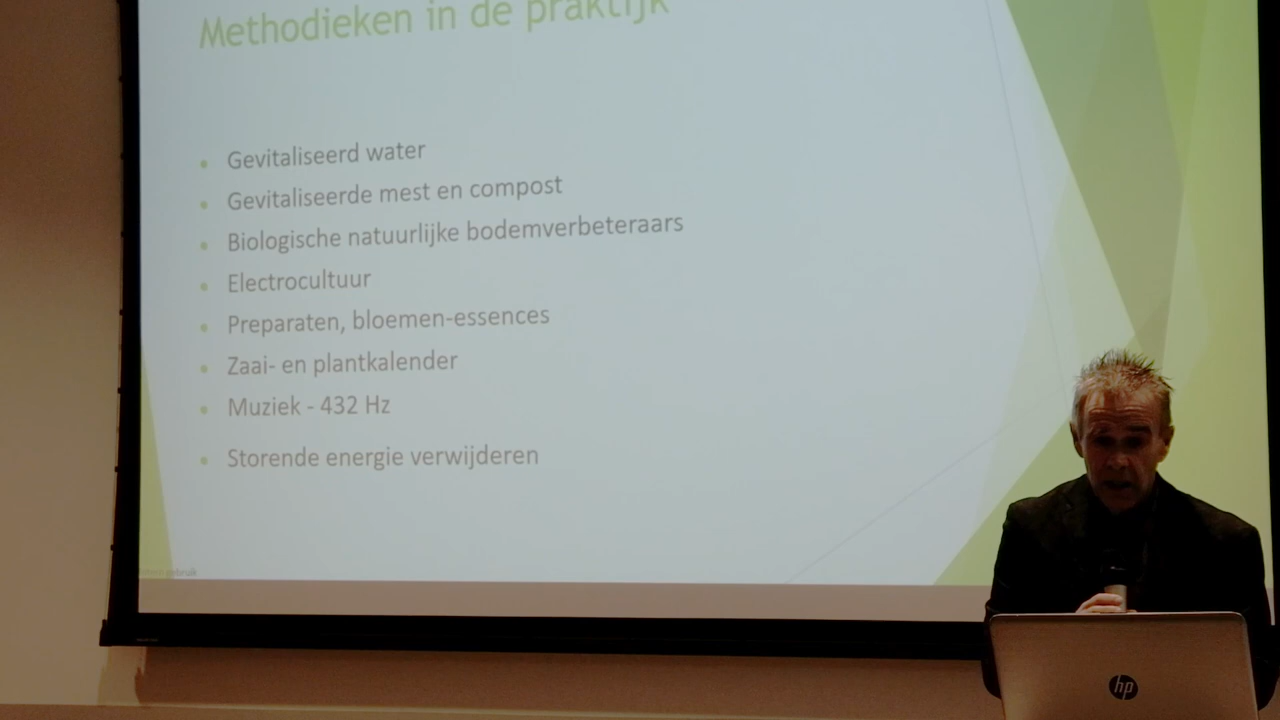 Methodieken in de praktijk
Gevitaliseerd water
Gevitaliseerde mest en compost
Biologische natuurlijke bodemverbeteraars
Electrocultuur
Preparaten, bloemen-essences
Zaai- en plantkalender
Muziek - 432 Hz
Storende energie verwijderen
hp